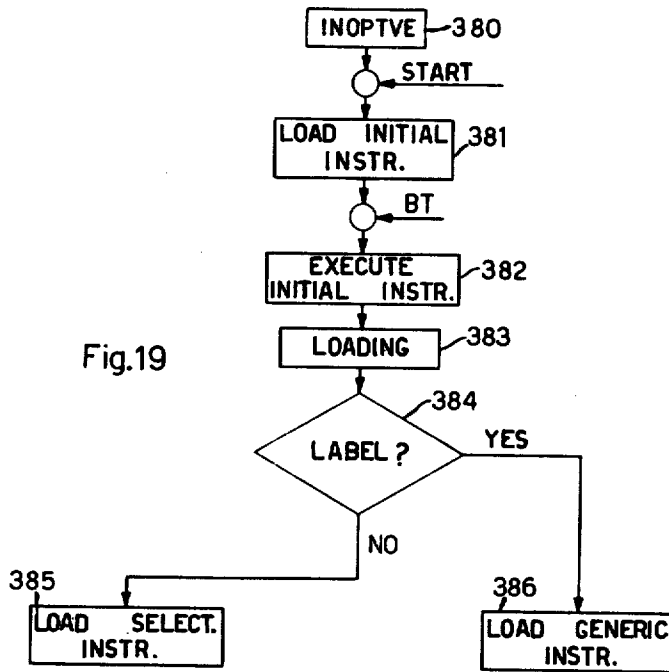 INOPTVE 380
START
LOAD INITIAL
INSTR. 381
BT
EXECUTE
INITIAL INSTR. 382
LOADING 383
Fig.19
384
LABEL?
YES
NO
385
LOAD SELECT.
INSTR.
386
LOAD GENERIC
INSTR.